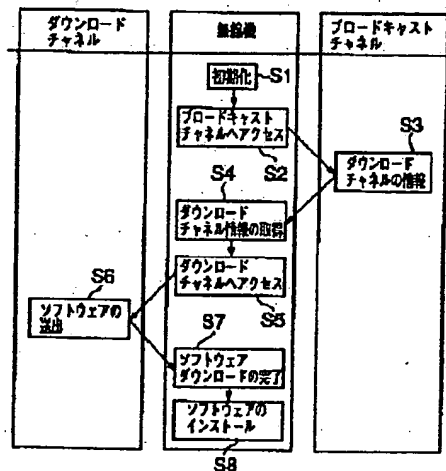 ダウンロード
チャネル
無線機
ブロードキャスト
チャネル
初期化
S1
ブロードキャスト
チャネルへアクセス
S2
S3
ダウンロード
チャネルの情報
S4
ダウンロード
チャネル情報の取得
ダウンロード
チャネルへアクセス
S5
S6
ソフトウェアの
送出
S7
ソフトウェア
ダウンロードの完了
ソフトウェアの
インストール
S8